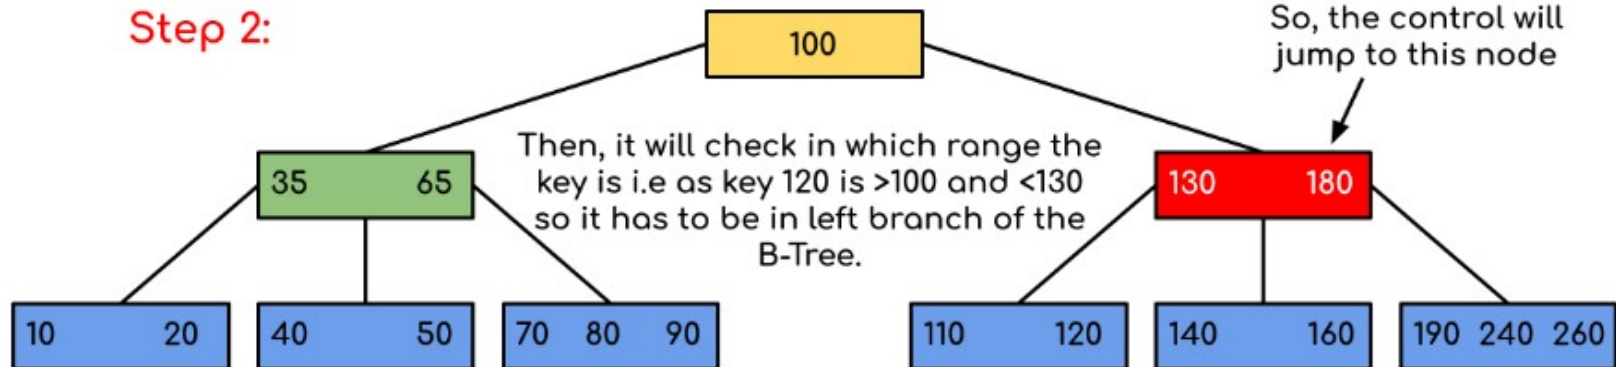 Step 2:
100
So, the control will
jump to this node
Then, it will check in which range the
key is i.e as key 120 is >100 and <130
so it has to be in left branch of the
B-Tree.
35 65
130 180
10 20
40 50
70 80 90
110 120
140 160
190 240 260